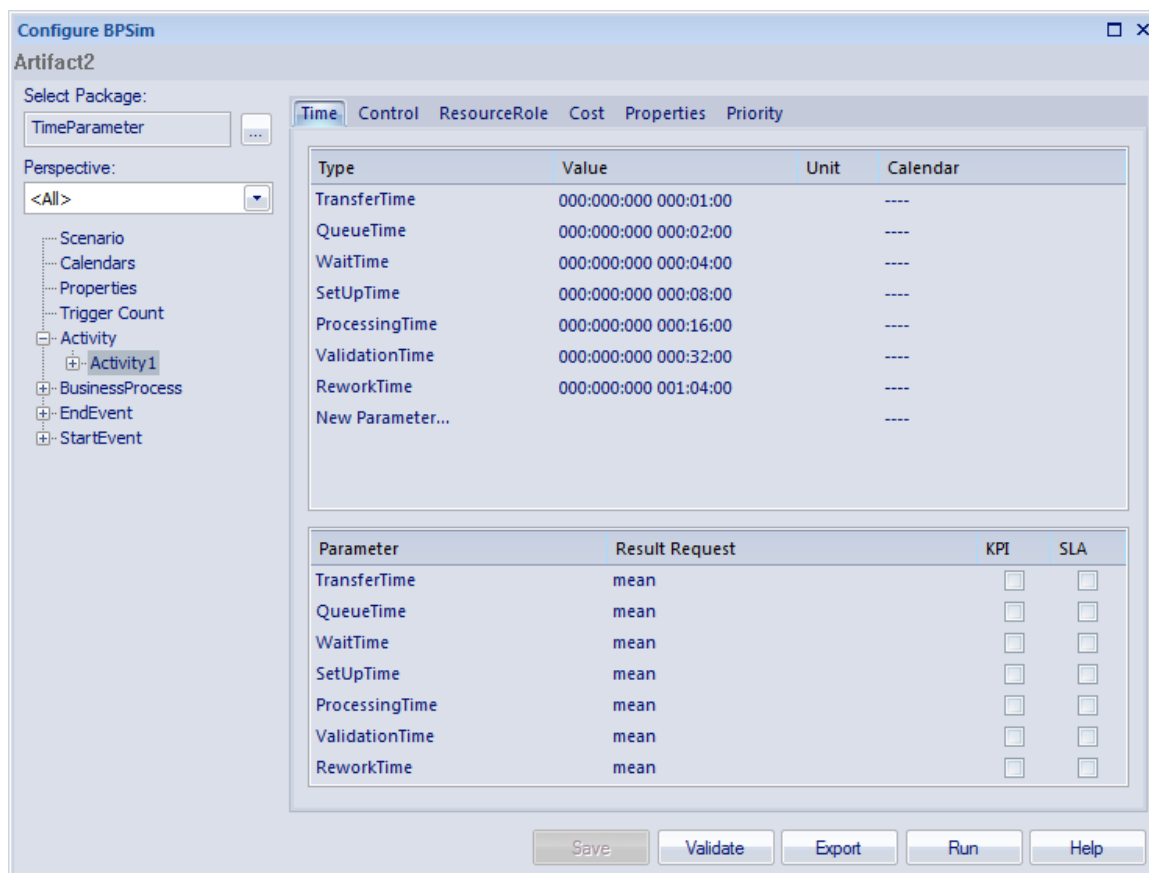 Configure BPSim
Artifact2
Select Package:
TimeParameter
...
Perspective:
<All>
Scenario
Calendars
Properties
Trigger Count
Activity
Activity1
BusinessProcess
EndEvent
StartEvent
Time Control ResourceRole Cost Properties Priority
Type Value Unit Calendar
TransferTime 000:000:000 000:01:00 ----
QueueTime 000:000:000 000:02:00 ----
WaitTime 000:000:000 000:04:00 ----
SetUpTime 000:000:000 000:08:00 ----
ProcessingTime 000:000:000 000:16:00 ----
ValidationTime 000:000:000 000:32:00 ----
ReworkTime 000:000:000 001:04:00 ----
New Parameter... ----
Parameter Result Request KPI SLA
TransferTime mean
QueueTime mean
WaitTime mean
SetUpTime mean
ProcessingTime mean
ValidationTime mean
ReworkTime mean
Save Validate Export Run Help